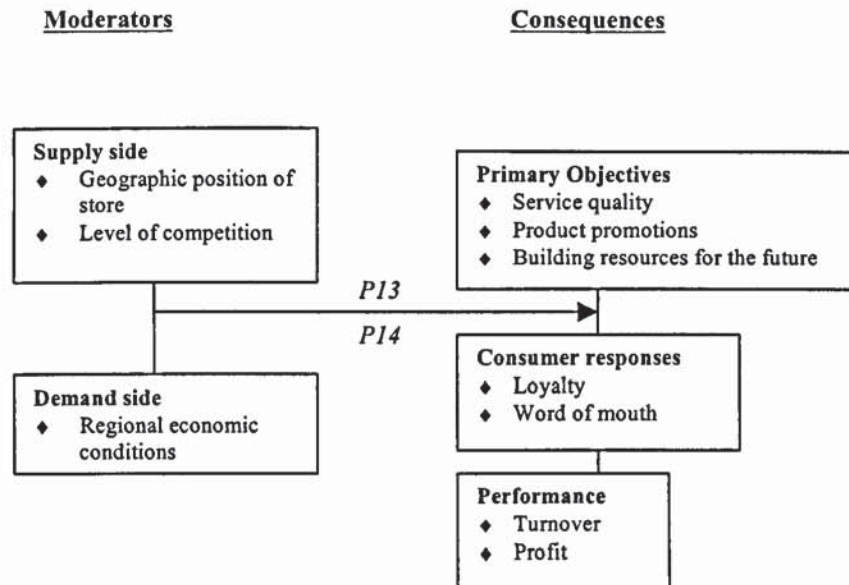 Moderators
Consequences
Supply side
♦ Geographic position of
store
♦ Level of competition
Primary Objectives
♦ Service quality
♦ Product promotions
♦ Building resources for the future
P13
P14
Consumer responses
♦ Loyalty
♦ Word of mouth
Demand side
♦ Regional economic
conditions
Performance
♦ Turnover
♦ Profit